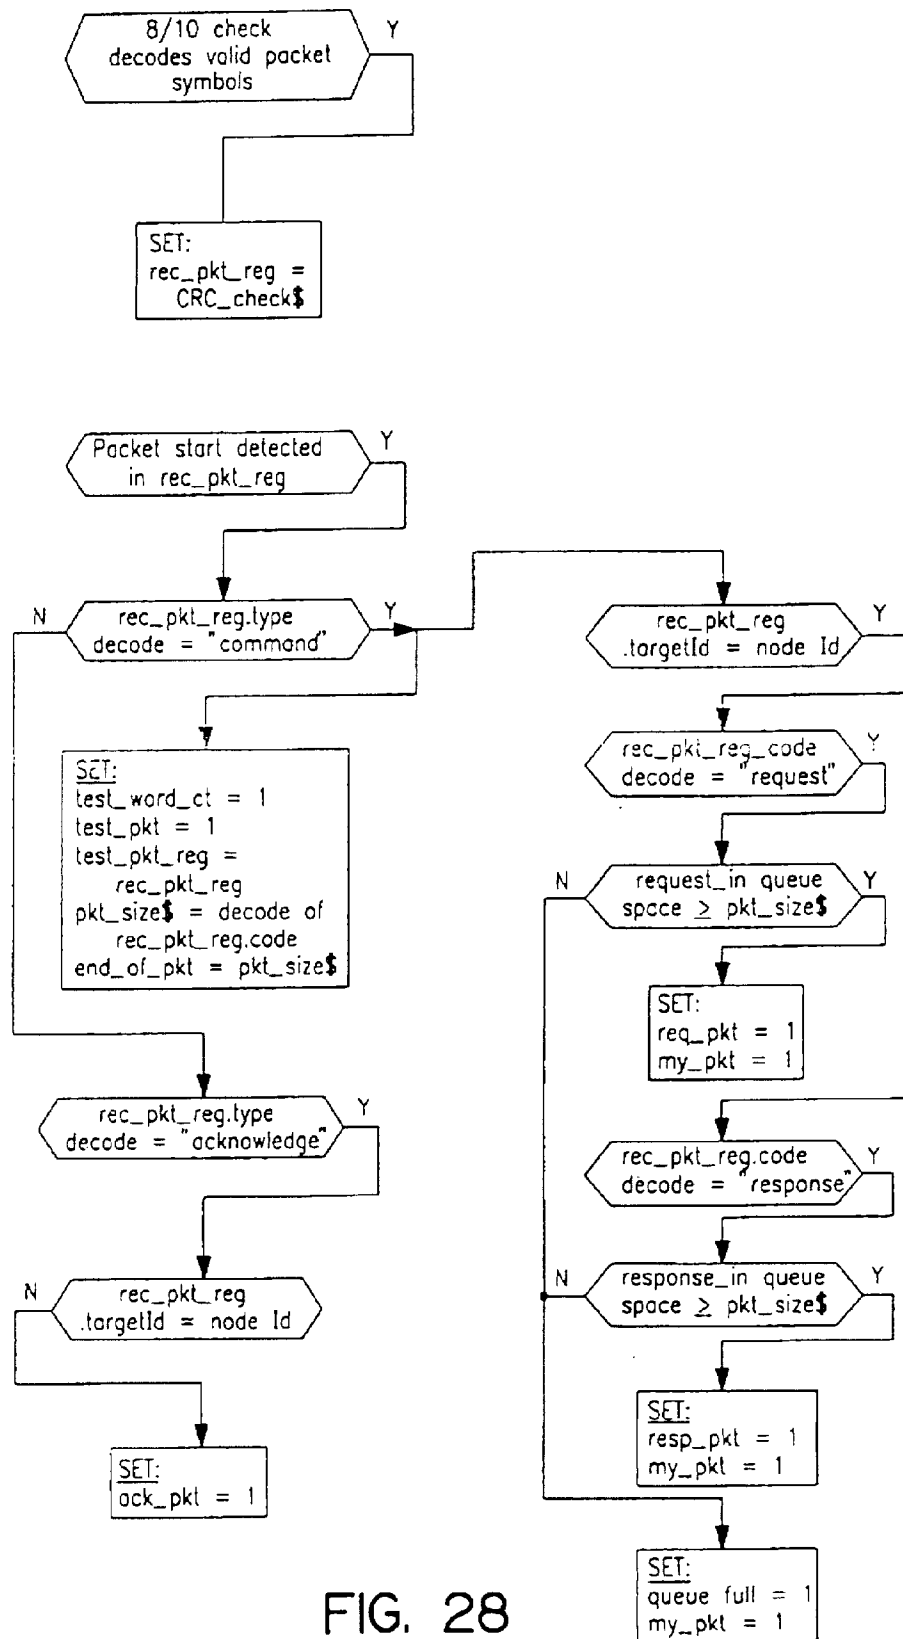 8/10 check
decodes valid packet
symbols
Y
SET:
rec_pkt_reg =
CRC_check$
Packet start detected
in rec_pkt_reg
Y
N
rec_pkt_reg.type
decode = "command"
Y
SET:
test_word_ct = 1
test_pkt = 1
test_pkt_reg =
rec_pkt_reg
pkt_size$ = decode of
rec_pkt_reg.code
end_of_pkt = pkt_size$
rec_pkt_reg.type
decode = "acknowledge"
Y
N
rec_pkt_reg
.targetId = node Id
SET:
ack_pkt = 1
rec_pkt_reg
.targetId = node Id
Y
rec_pkt_reg_code
decode = "request"
Y
N
request_in queue
space ≥ pkt_size$
Y
SET:
req_pkt = 1
my_pkt = 1
rec_pkt_reg.code
decode = "response"
Y
N
response_in queue
space ≥ pkt_size$
Y
SET:
resp_pkt = 1
my_pkt = 1
SET:
queue full = 1
my_pkt = 1
FIG. 28